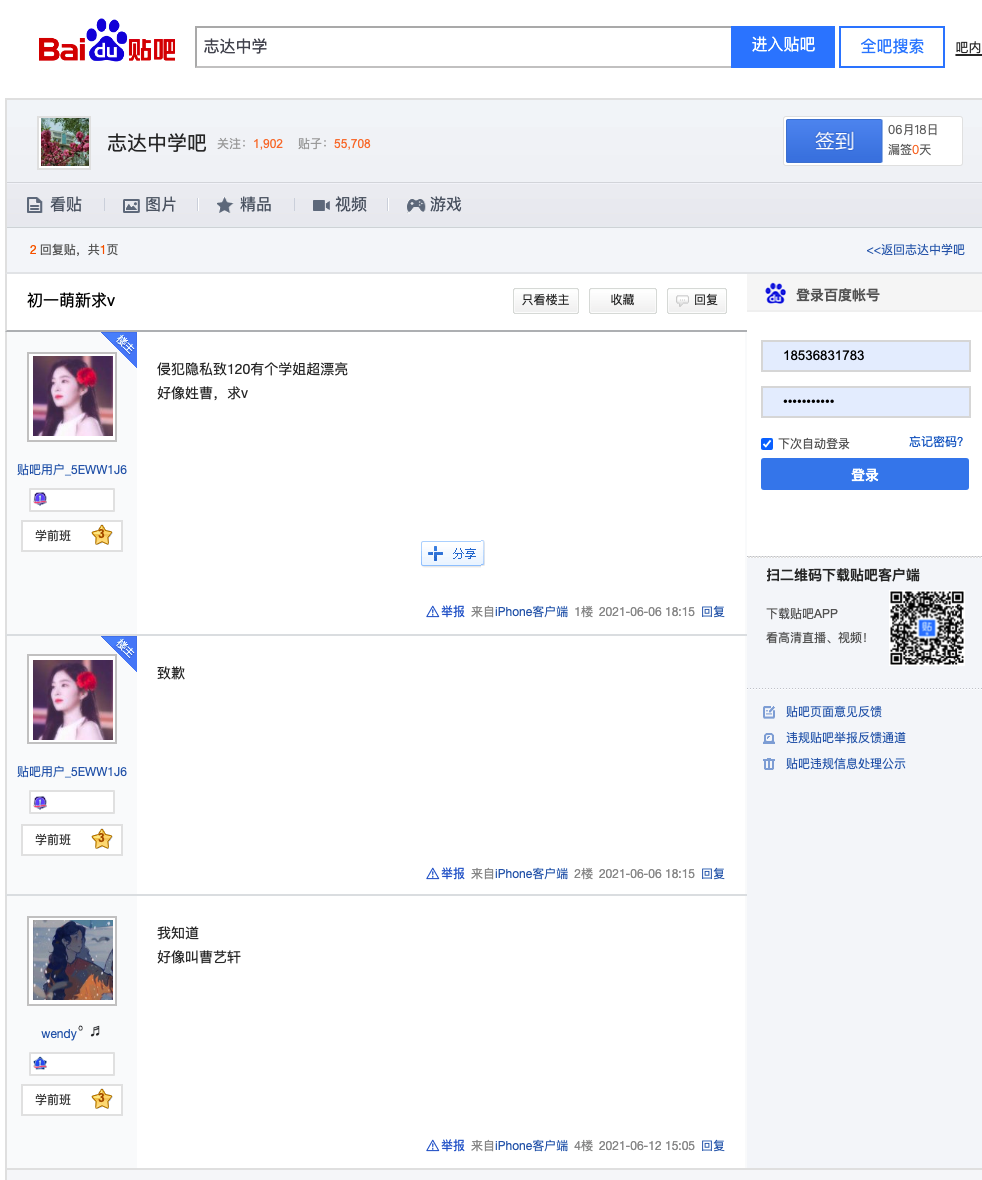 Bai du 贴吧
志达中学
进入贴吧
全吧搜索
吧内
志达中学吧 关注：1,902 贴子：55,708
签到
06月18日
漏签0天
看贴 图片 精品 视频 游戏
2 回复贴，共1页
<<返回志达中学吧
初一萌新求v
只看楼主 收藏 回复
楼主
侵犯隐私致120有个学姐超漂亮
好像姓曹，求v
贴吧用户_5EWW1J6
1
学前班 3
分享
举报 来自iPhone客户端 1楼 2021-06-06 18:15 回复
楼主
致歉
贴吧用户_5EWW1J6
1
学前班 3
举报 来自iPhone客户端 2楼 2021-06-06 18:15 回复
我知道
好像叫曹艺轩
wendy° ♬
1
学前班 3
举报 来自iPhone客户端 4楼 2021-06-12 15:05 回复
du 登录百度帐号
18536831783
•••••••••••
下次自动登录 忘记密码?
登录
扫二维码下载贴吧客户端
下载贴吧APP
看高清直播、视频！
贴
贴吧页面意见反馈
违规贴吧举报反馈通道
贴吧违规信息处理公示